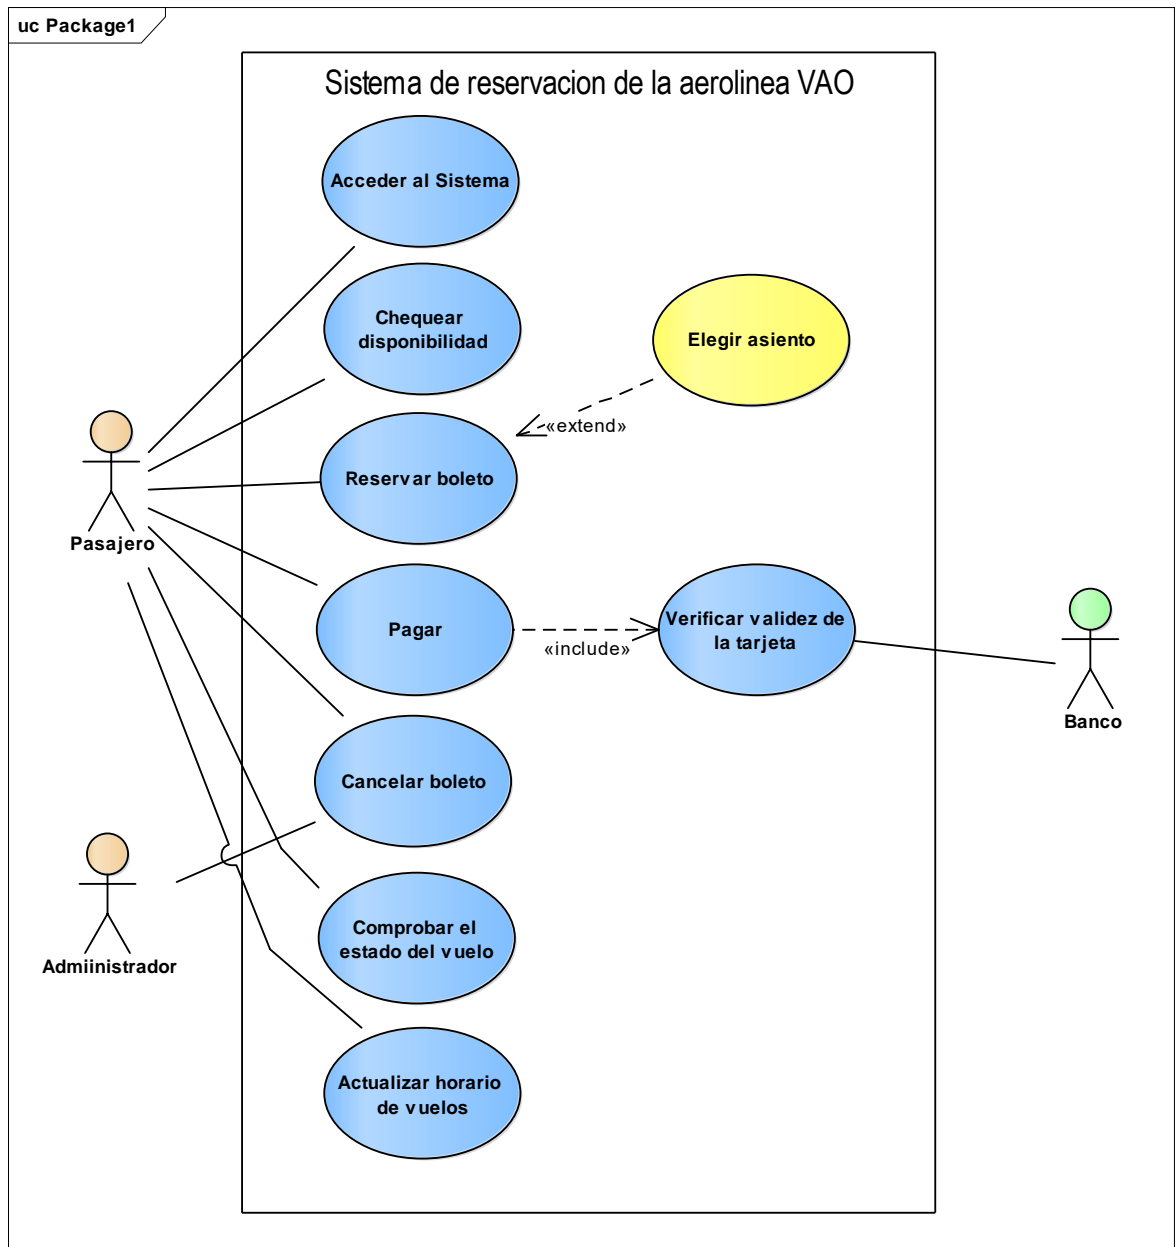 uc Package1
Sistema de reservacion de la aerolinea VAO
Acceder al Sistema
Chequear
disponibilidad
Elegir asiento
«extend»
Reservar boleto
Pasajero
Pagar
«include»
Verificar validez de
la tarjeta
Banco
Cancelar boleto
Admiinistrador
Comprobar el
estado del vuelo
Actualizar horario
de vuelos